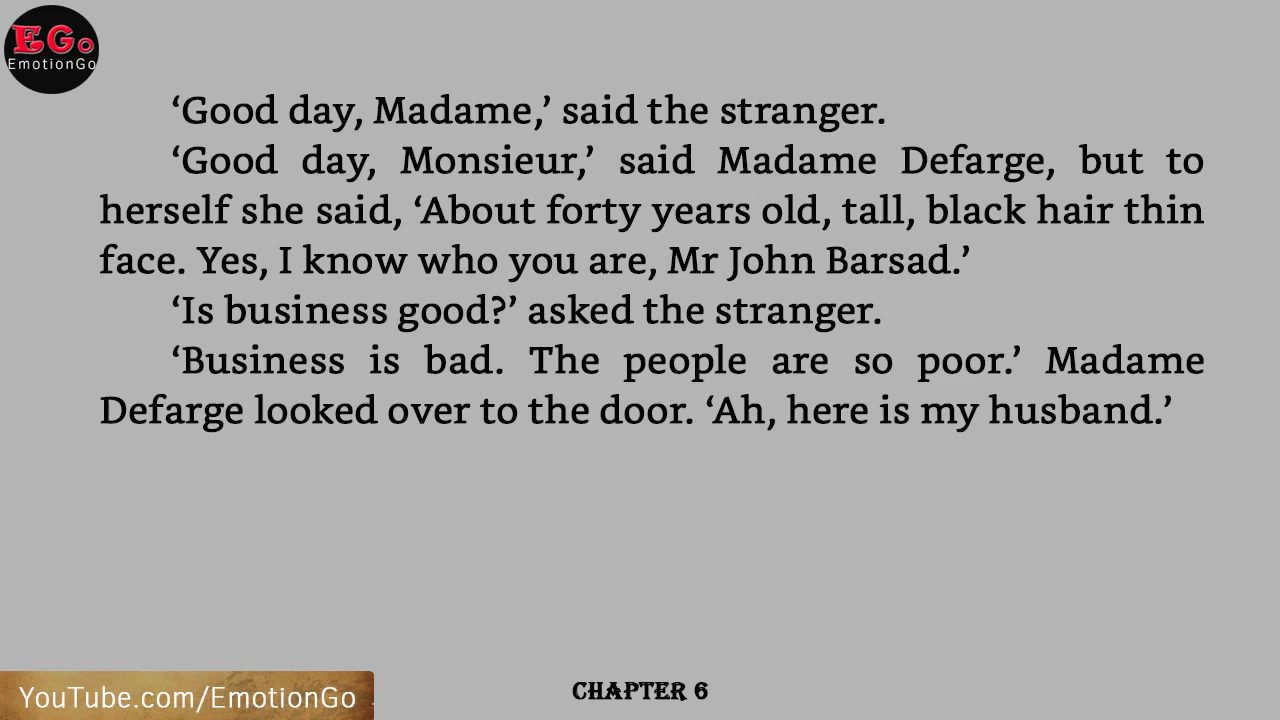 EGo
EmotionGo
‘Good day, Madame,’ said the stranger.
‘Good day, Monsieur,’ said Madame Defarge, but to
herself she said, ‘About forty years old, tall, black hair thin
face. Yes, I know who you are, Mr John Barsad.’
‘Is business good?’ asked the stranger.
‘Business is bad. The people are so poor.’ Madame
Defarge looked over to the door. ‘Ah, here is my husband.’
YouTube.com/EmotionGo
CHAPTER 6